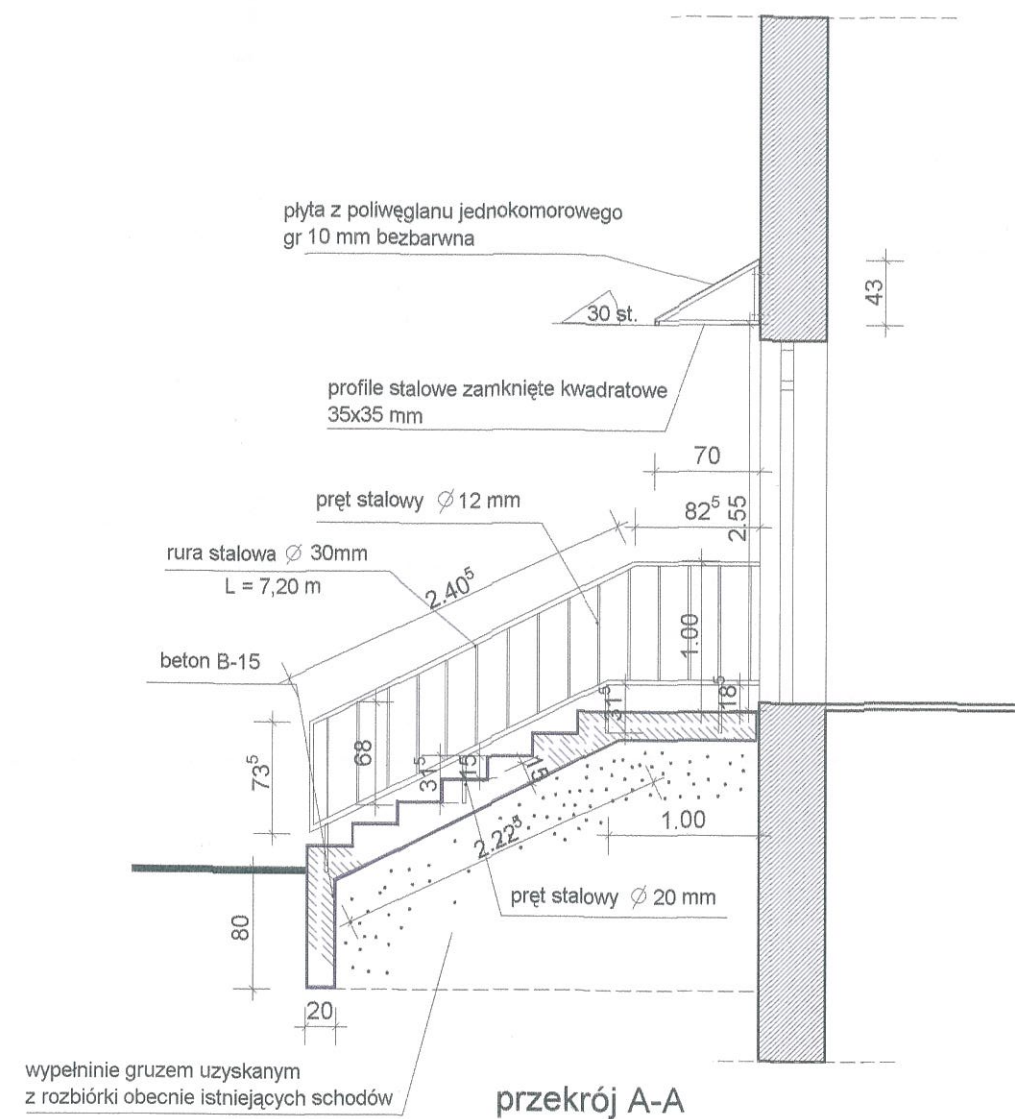 płyta z poliwęglanu jednokomorowego
gr 10 mm bezbarwna
43
30 st.
profile stalowe zamknięte kwadratowe
35x35 mm
70
pręt stalowy Ø 12 mm
82⁵
2.55
rura stalowa Ø 30mm
L = 7,20 m
2.40⁵
beton B-15
1.00
31⁵
18⁵
73⁵
68
31⁵
15
15
1.00
2.22⁵
pręt stalowy Ø 20 mm
80
20
wypełninie gruzem uzyskanym
z rozbiórki obecnie istniejących schodów
przekrój A-A